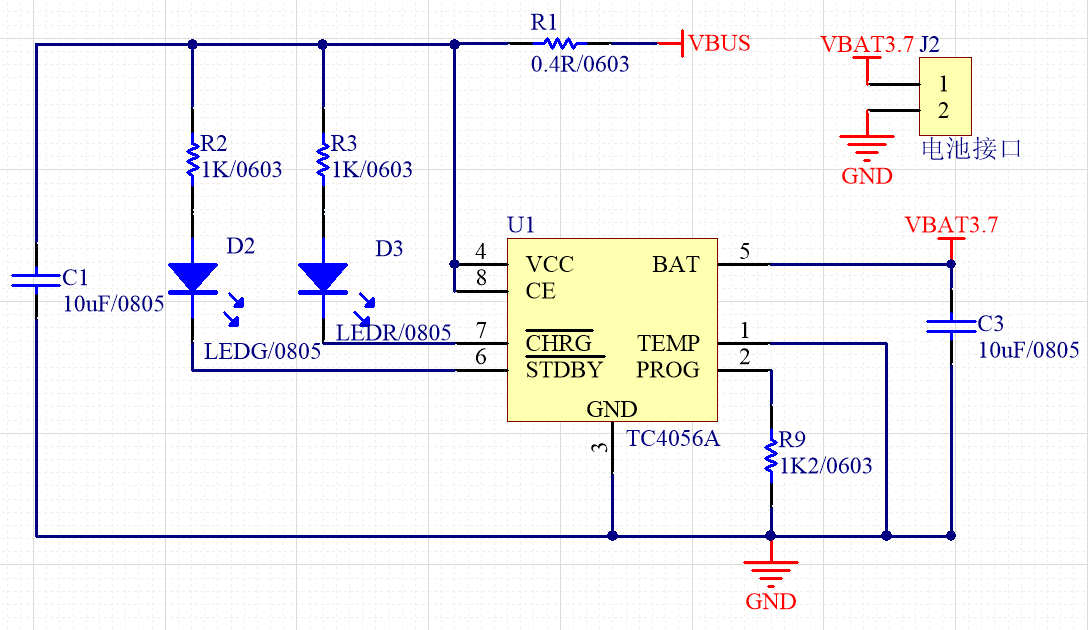 R1
VBUS
0.4R/0603
VBAT3.7
J2
1
2
电池接口
GND
R2
1K/0603
R3
1K/0603
VBAT3.7
U1
D2
D3
4
VCC
8
CE
BAT
5
C1
10uF/0805
LEDG/0805
LEDR/0805
7
CHRG
6
STDBY
TEMP
1
PROG
2
C3
10uF/0805
GND
3
TC4056A
R9
1K2/0603
GND